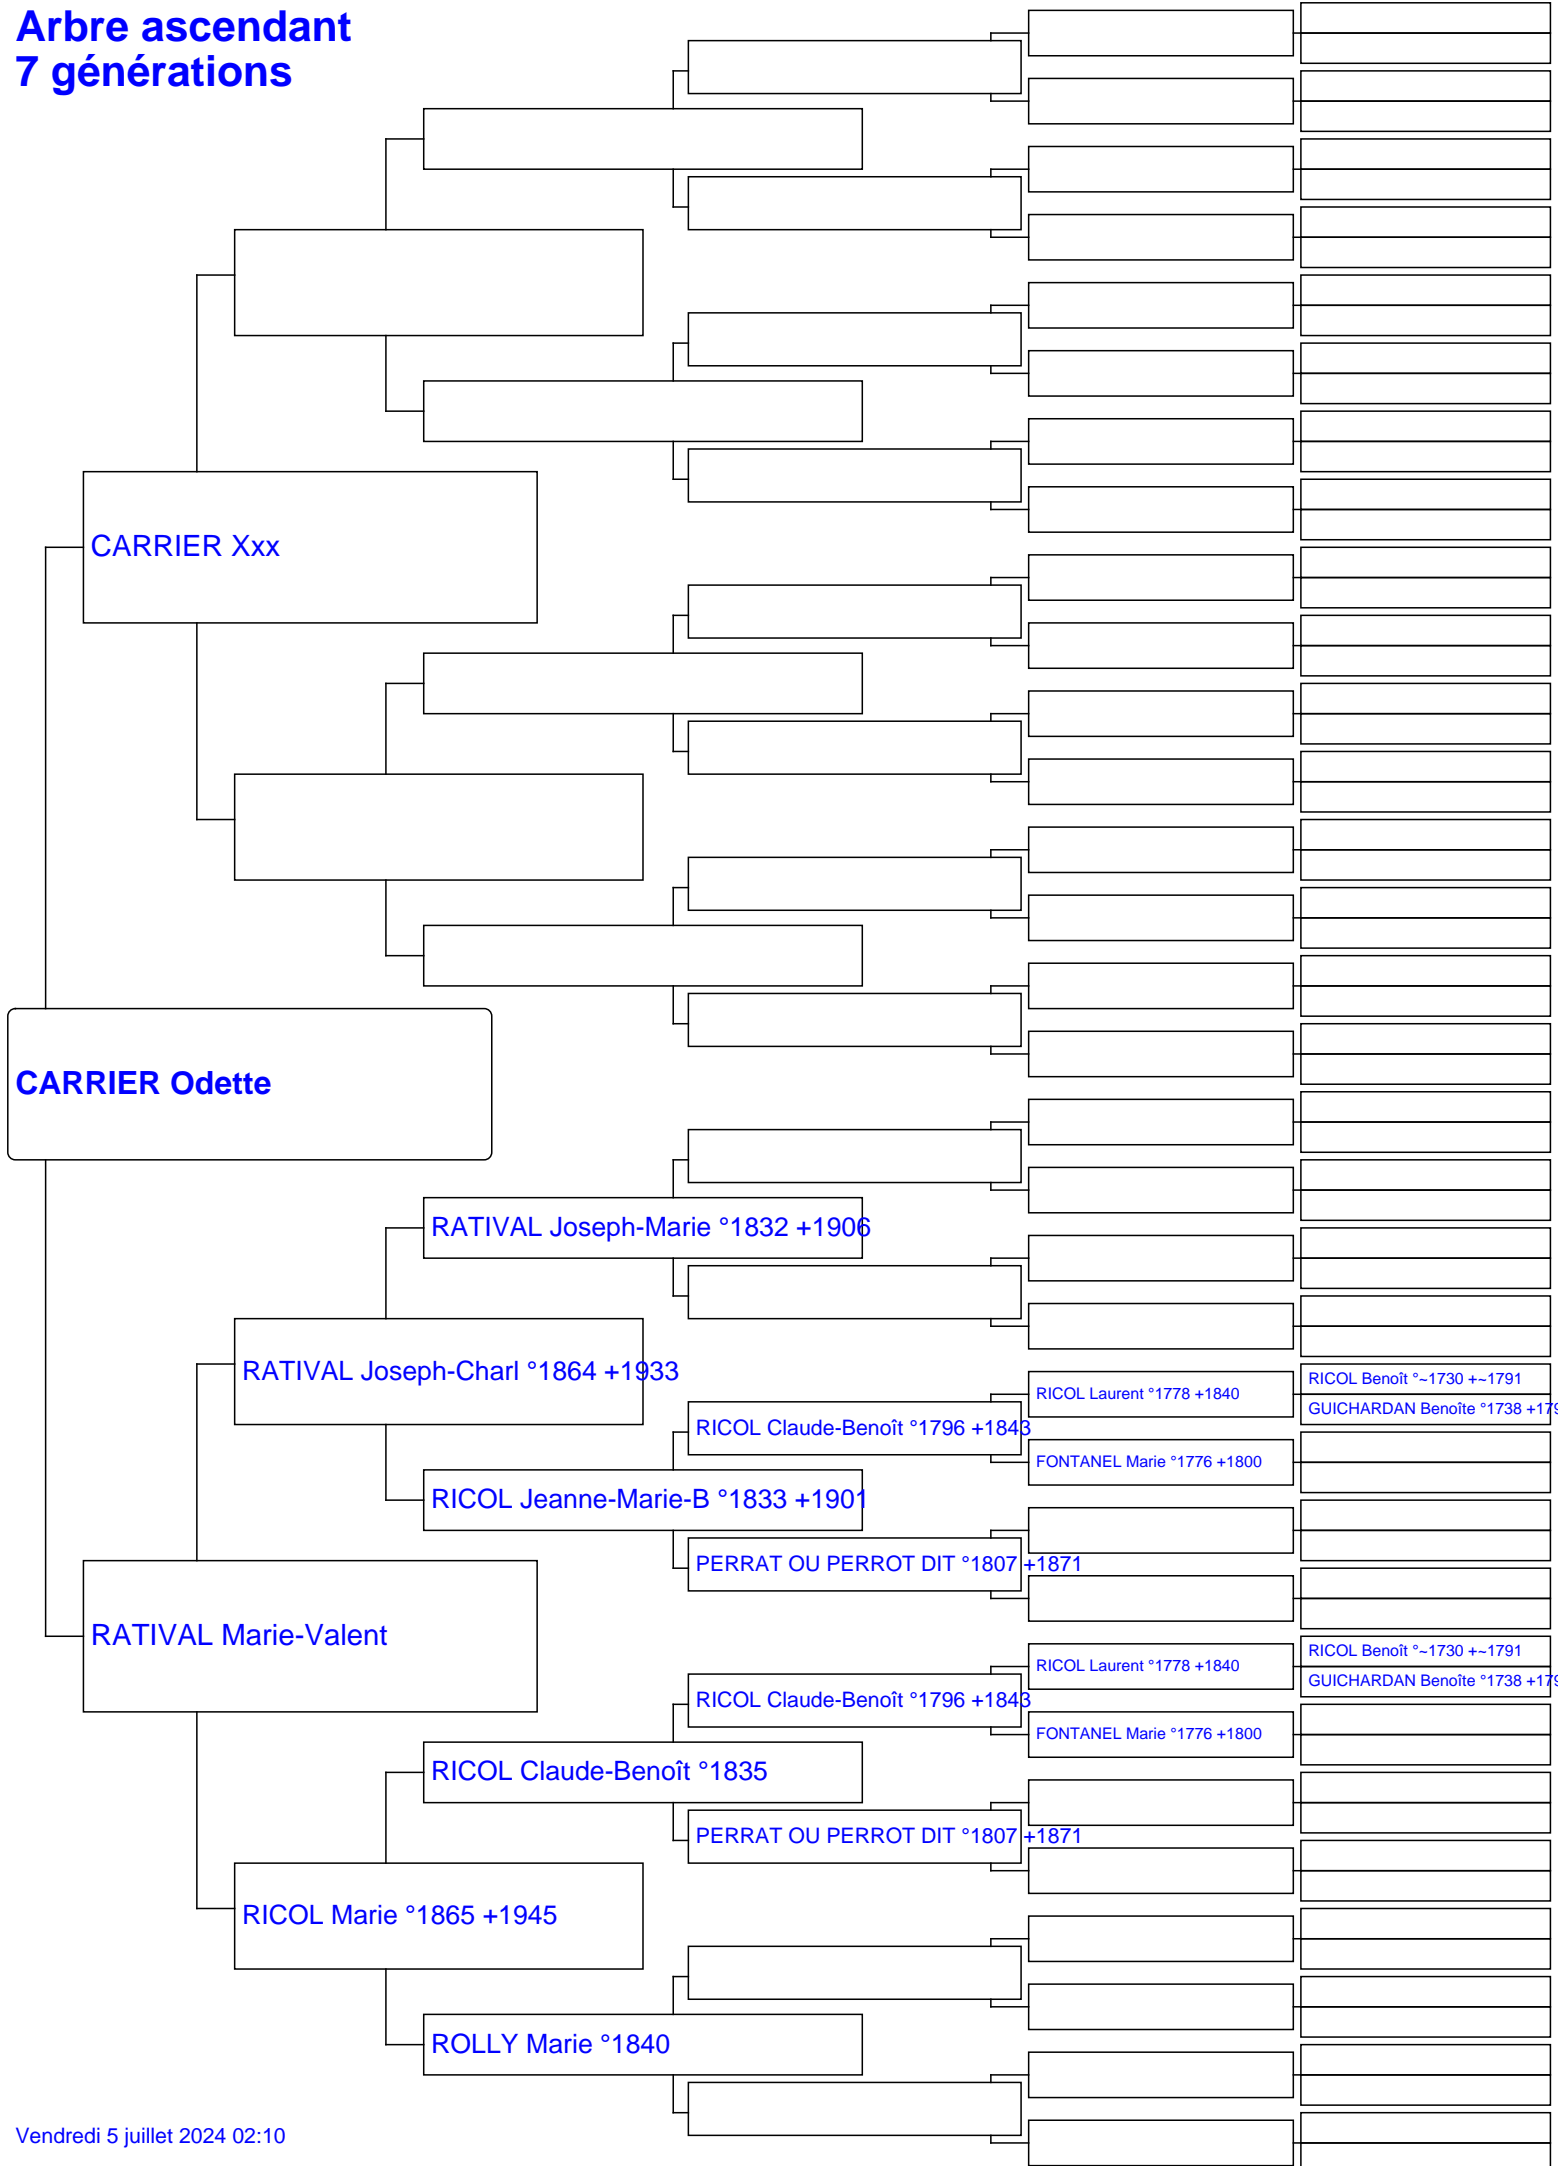 Arbre ascendant
7 générations
CARRIER Xxx
CARRIER Odette
RATIVAL Joseph-Marie °1832 +1906
RATIVAL Joseph-Charl °1864 +1933
RICOL Benoît °~1730 +~1791
RICOL Laurent °1778 +1840
GUICHARDAN Benoîte °1738 +179
RICOL Claude-Benoît °1796 +1843
FONTANEL Marie °1776 +1800
RICOL Jeanne-Marie-B °1833 +1901
PERRAT OU PERROT DIT °1807 +1871
RATIVAL Marie-Valent
RICOL Benoît °~1730 +~1791
RICOL Laurent °1778 +1840
GUICHARDAN Benoîte °1738 +179
RICOL Claude-Benoît °1796 +1843
FONTANEL Marie °1776 +1800
RICOL Claude-Benoît °1835
PERRAT OU PERROT DIT °1807 +1871
RICOL Marie °1865 +1945
ROLLY Marie °1840
Vendredi 5 juillet 2024 02:10